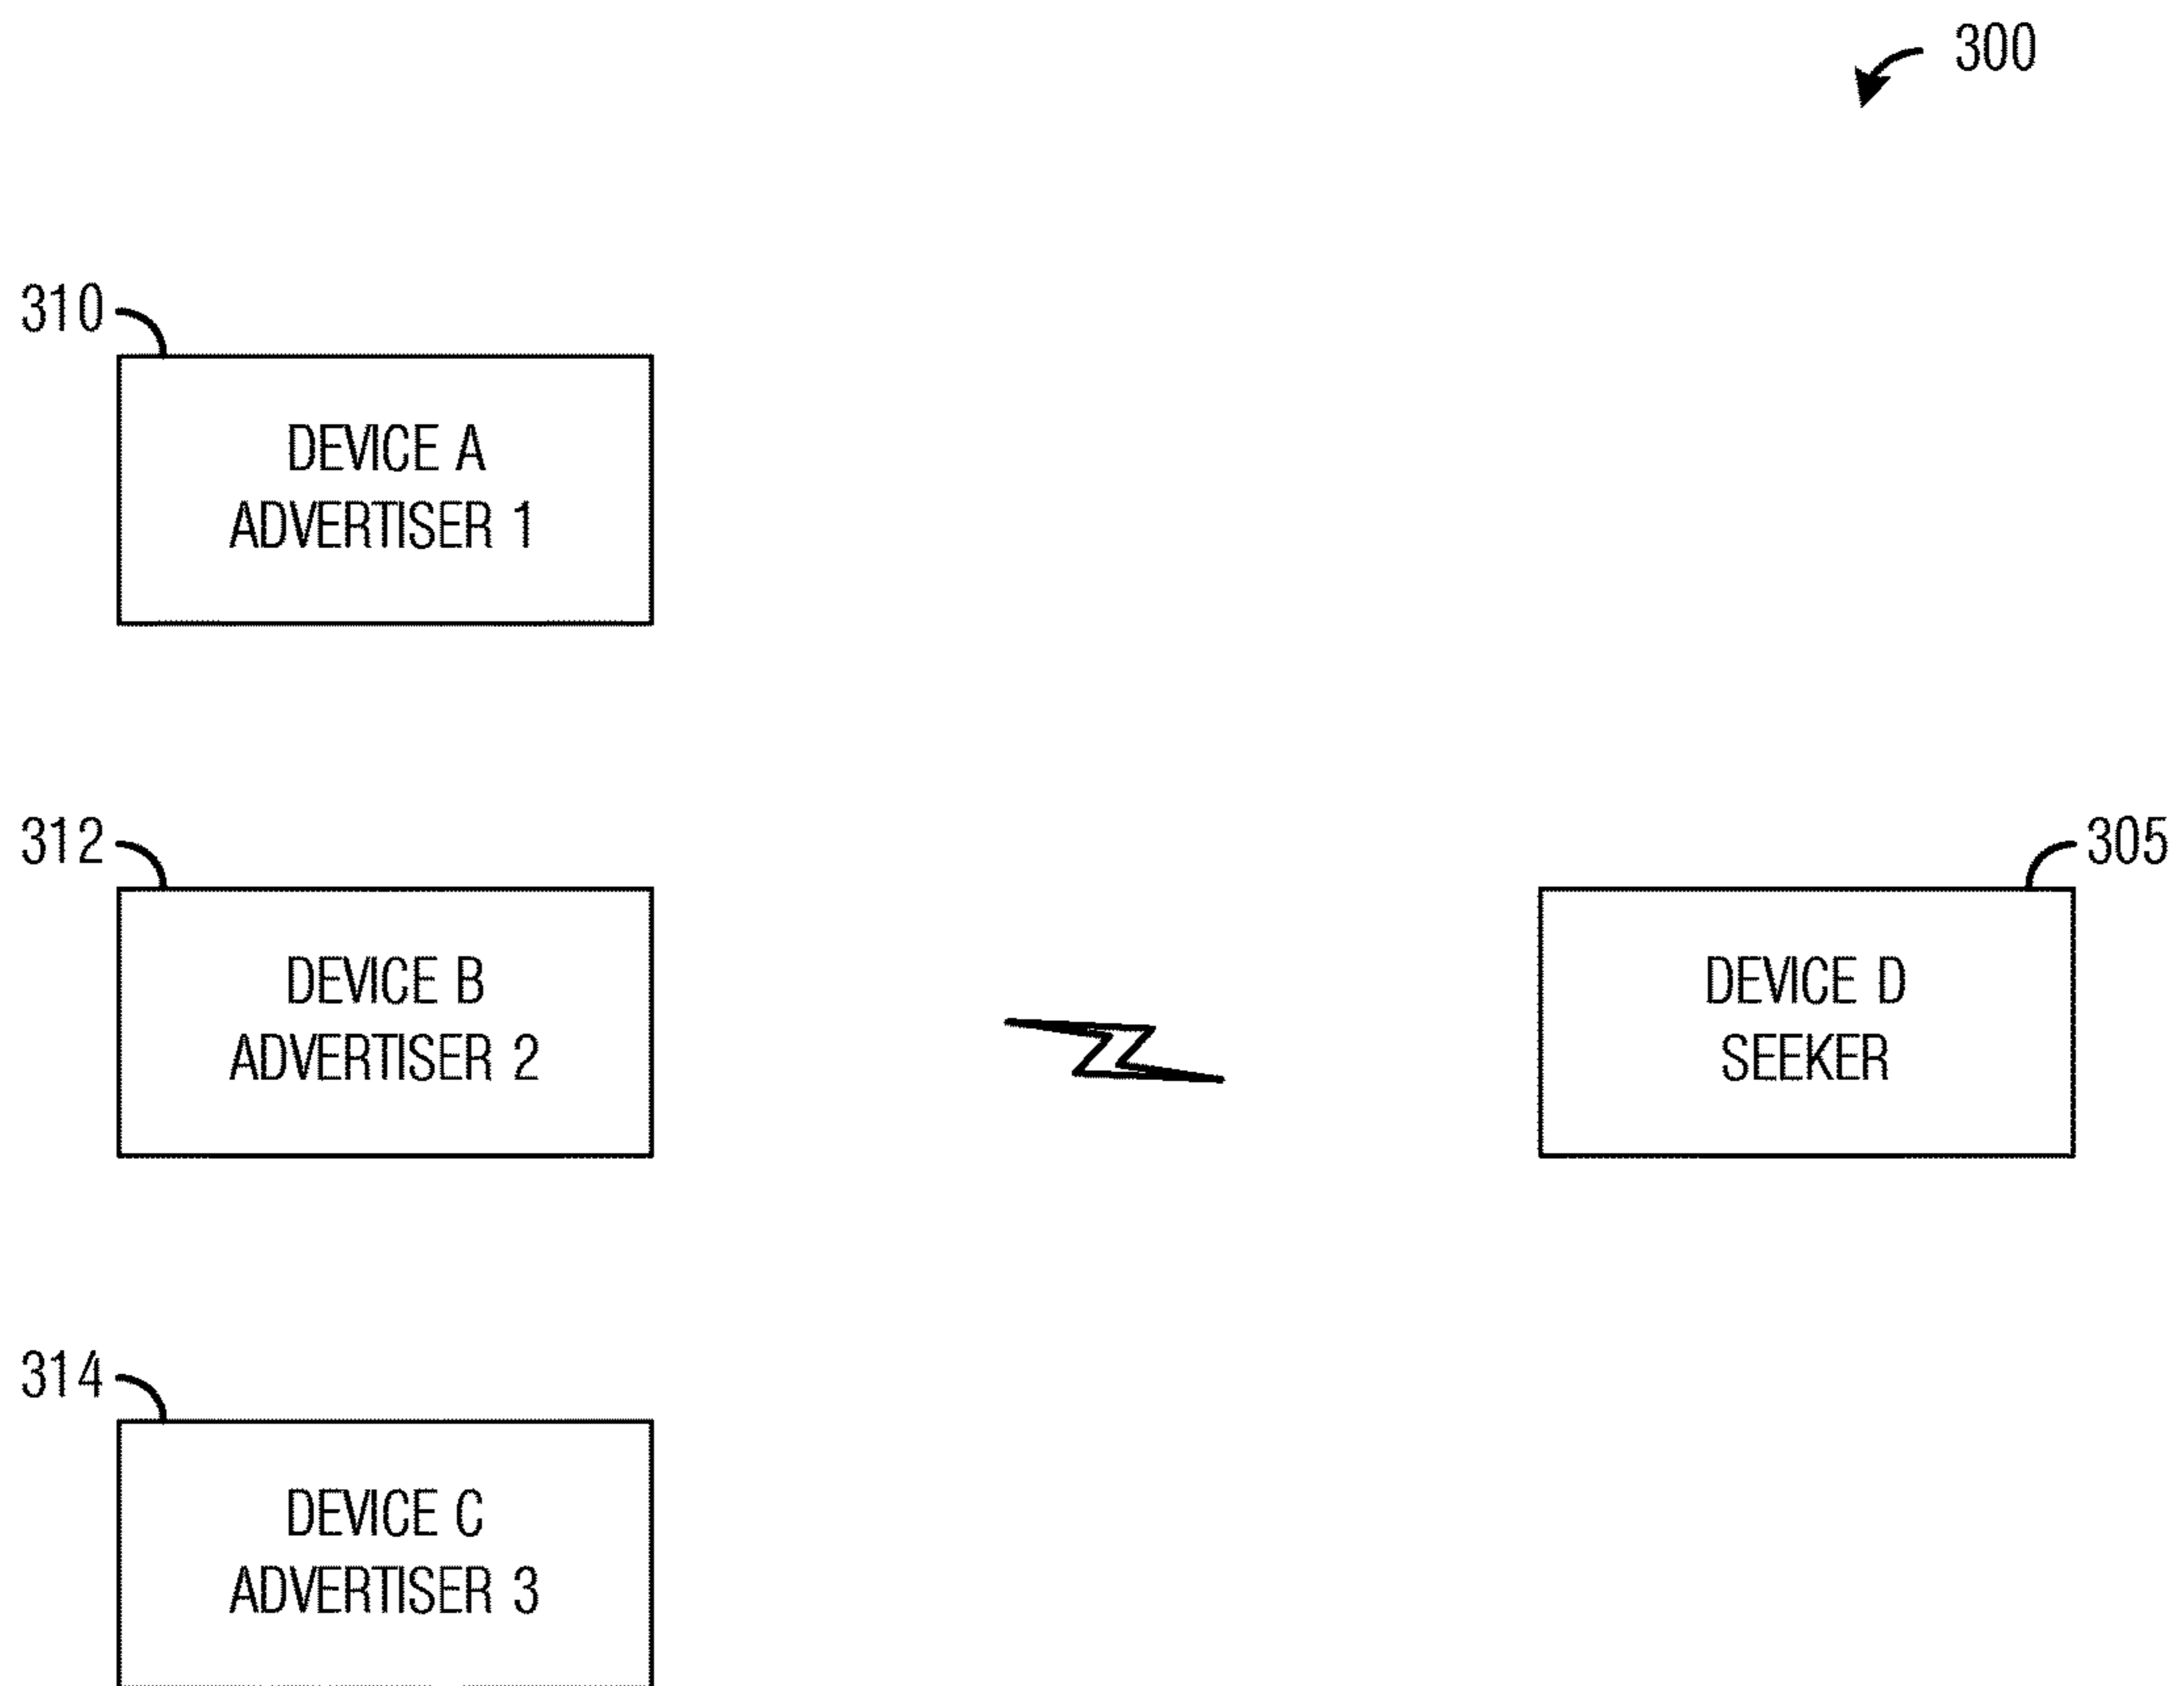 300
310
DEVICE A
ADVERTISER 1
312
DEVICE B
ADVERTISER 2
305
DEVICE D
SEEKER
314
DEVICE C
ADVERTISER 3